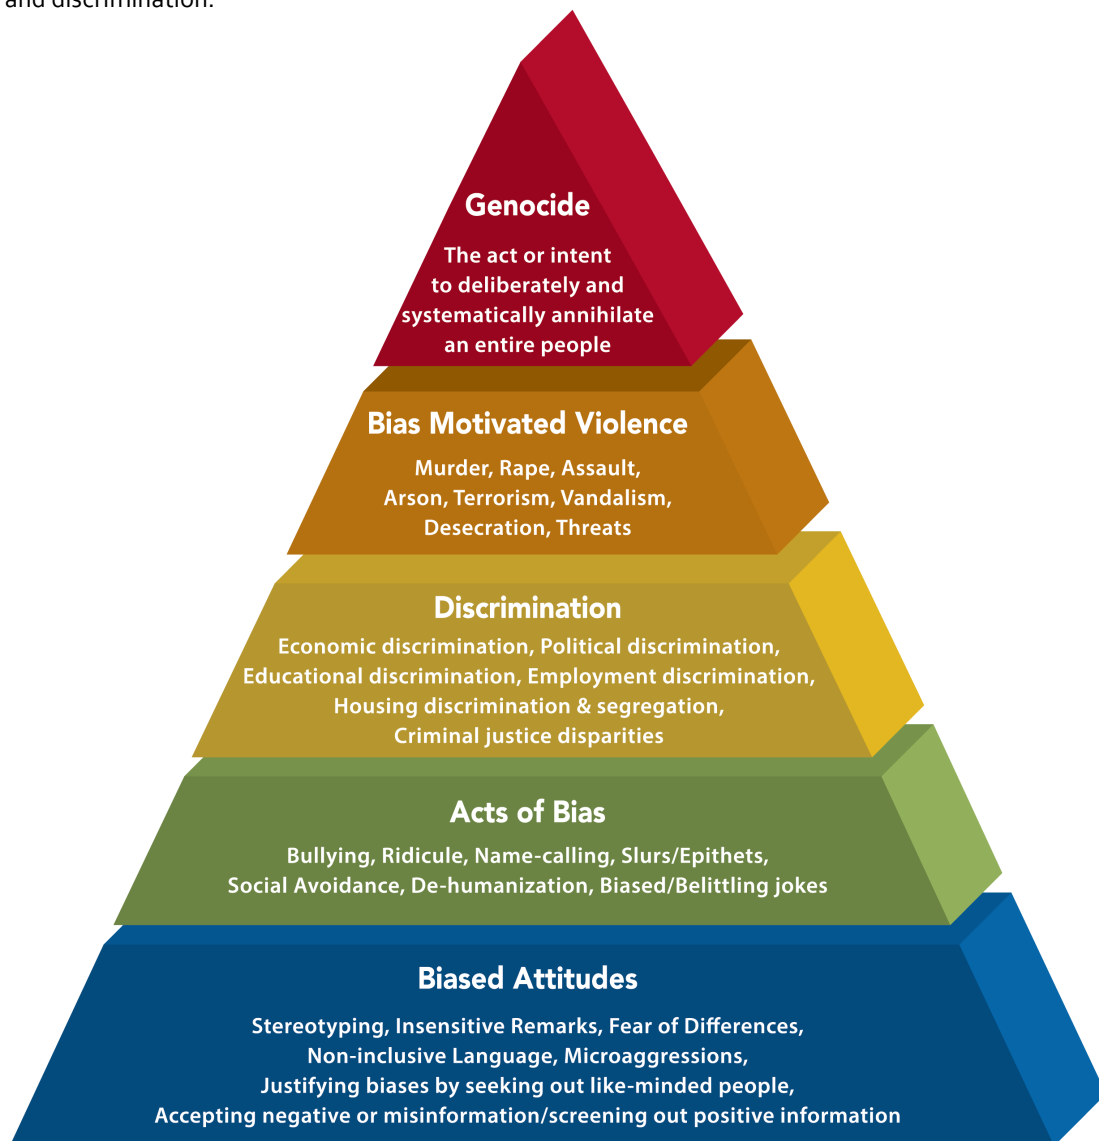 and discrimination.
Genocide
The act or intent
to deliberately and
systematically annihilate
an entire people
Bias Motivated Violence
Murder, Rape, Assault,
Arson, Terrorism, Vandalism,
Desecration, Threats
Discrimination
Economic discrimination, Political discrimination,
Educational discrimination, Employment discrimination,
Housing discrimination & segregation,
Criminal justice disparities
Acts of Bias
Bullying, Ridicule, Name-calling, Slurs/Epithets,
Social Avoidance, De-humanization, Biased/Belittling jokes
Biased Attitudes
Stereotyping, Insensitive Remarks, Fear of Differences,
Non-inclusive Language, Microaggressions,
Justifying biases by seeking out like-minded people,
Accepting negative or misinformation/screening out positive information